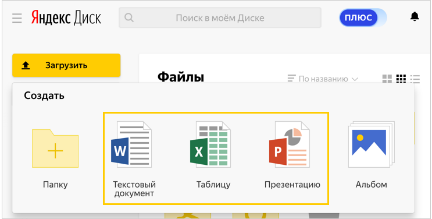 Яндекс Диск
Поиск в моём Диске
ПЛЮС
Загрузить
Файлы
По названию
Создать
W
X
P
Папку
Текстовый
документ
Таблицу
Презентацию
Альбом